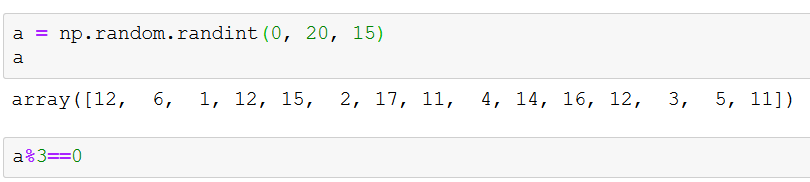 a = np.random.randint(0, 20, 15)
a
array([12,  6,  1, 12, 15,  2, 17, 11,  4, 14, 16, 12,  3,  5, 11])
a%3==0